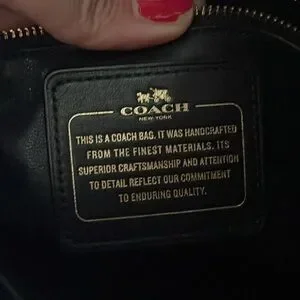 COACH
NEW YORK
THIS IS A COACH BAG. IT WAS HANDCRAFTED
FROM THE FINEST MATERIALS. ITS
SUPERIOR CRAFTSMANSHIP AND ATTENTION
TO DETAIL REFLECT OUR COMMITMENT
TO ENDURING QUALITY.